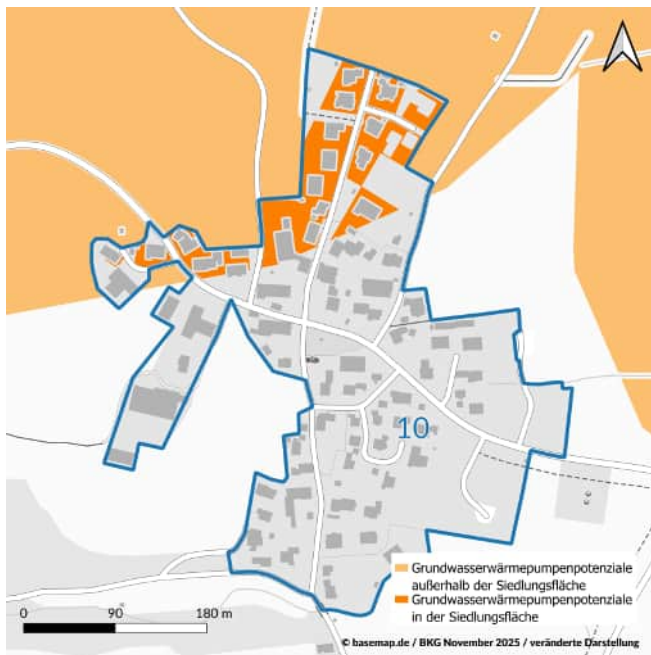 10
Grundwasserwärmepumpenpotenziale
außerhalb der Siedlungsfläche
Grundwasserwärmepumpenpotenziale
in der Siedlungsfläche
0 90 180 m
© basemap.de / BKG November 2025 / veränderte Darstellung